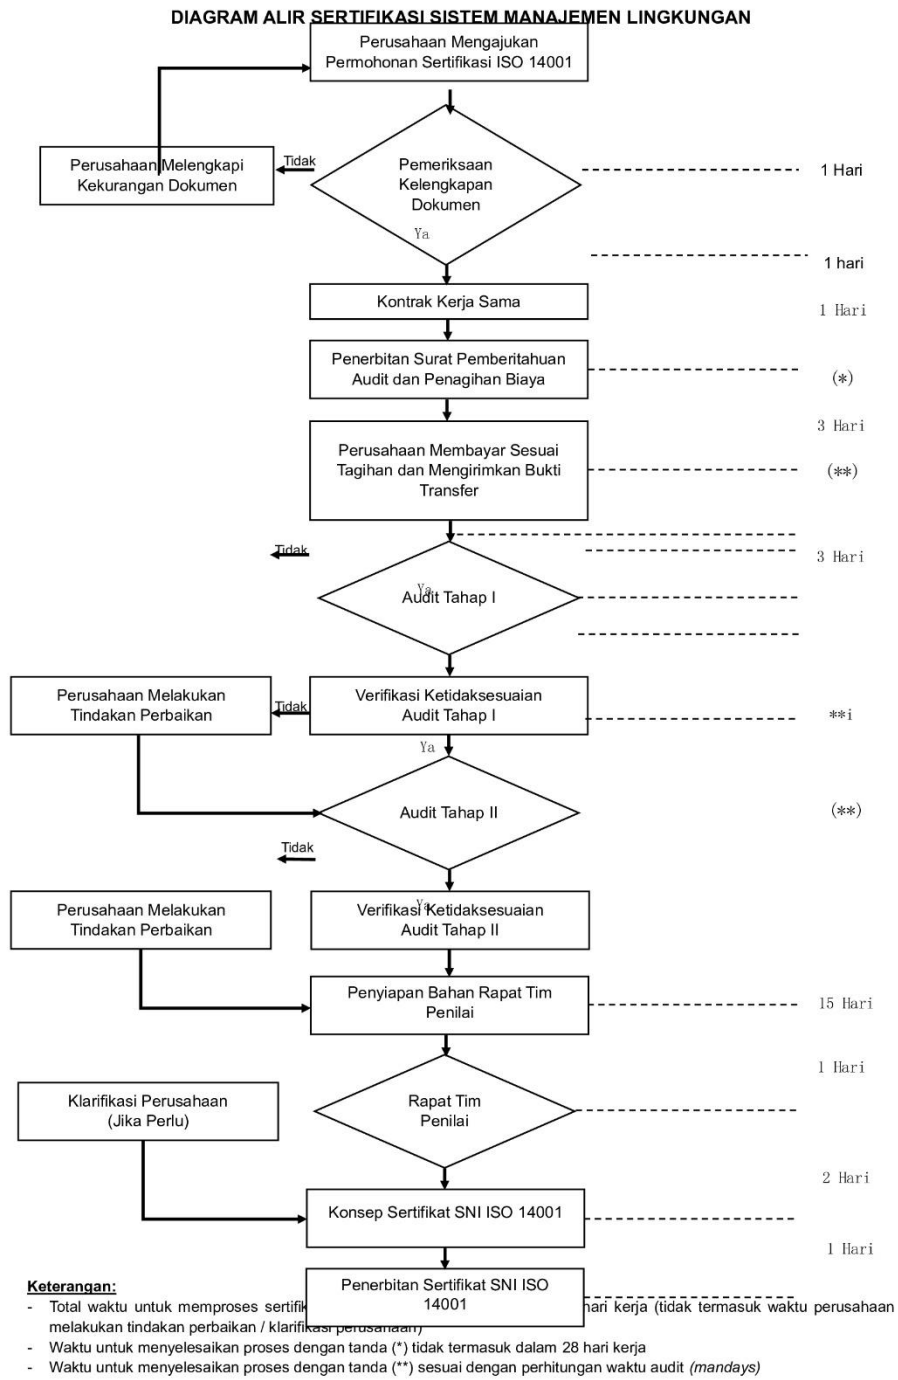 DIAGRAM ALIR SERTIFIKASI SISTEM MANAJEMEN LINGKUNGAN
Perusahaan Mengajukan
Permohonan Sertifikasi ISO 14001
Perusahaan Melengkapi
Kekurangan Dokumen
Tidak
Pemeriksaan
Kelengkapan
Dokumen
1 Hari
Ya
1 hari
Kontrak Kerja Sama
1 Hari
Penerbitan Surat Pemberitahuan
Audit dan Penagihan Biaya
(*)
3 Hari
Perusahaan Membayar Sesuai
Tagihan dan Mengirimkan Bukti
Transfer
(**)
Tidak
3 Hari
Ya
Audit Tahap I
Perusahaan Melakukan
Tindakan Perbaikan
Tidak
Verifikasi Ketidaksesuaian
Audit Tahap I
**i
Ya
Audit Tahap II
(**)
Tidak
Perusahaan Melakukan
Tindakan Perbaikan
Ya
Verifikasi Ketidaksesuaian
Audit Tahap II
Penyiapan Bahan Rapat Tim
Penilai
15 Hari
1 Hari
Klarifikasi Perusahaan
(Jika Perlu)
Rapat Tim
Penilai
2 Hari
Konsep Sertifikat SNI ISO 14001
1 Hari
Penerbitan Sertifikat SNI ISO
14001
Keterangan:
- Total waktu untuk memproses hari kerja (tidak termasuk waktu perusahaan
melakukan tindakan perbaikan / klarifikasi perusahaan)
- Waktu untuk menyelesaikan proses dengan tanda (*) tidak termasuk dalam 28 hari kerja
- Waktu untuk menyelesaikan proses dengan tanda (**) sesuai dengan perhitungan waktu audit (mandays)